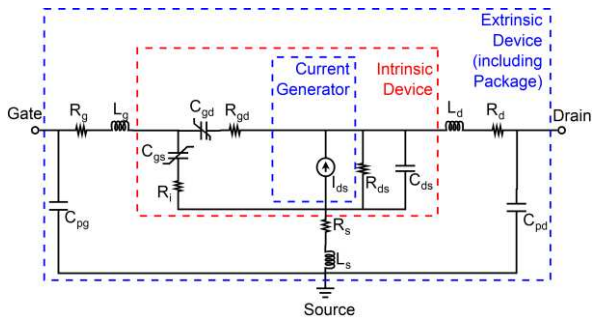 Extrinsic
Device
(including
Package)
Current
Generator
Intrinsic
Device
Gate
Rg
Lg
Cgd
Rgd
Ld
Rd
Drain
Cgs
Ri
Ids
Rds
Cds
Cpg
Rs
Cpd
Ls
Source